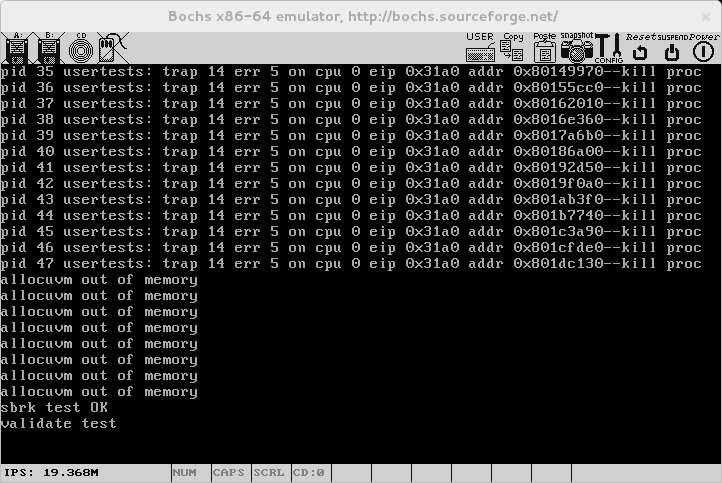 Bochs x86-64 emulator, http://bochs.sourceforge.net/
A: B: CD USER Copy Paste snapshot CONFIG Reset SUSPEND Power
pid 35 usertests: trap 14 err 5 on cpu 0 eip 0x31a0 addr 0x80149970--kill proc
pid 36 usertests: trap 14 err 5 on cpu 0 eip 0x31a0 addr 0x80155cc0--kill proc
pid 37 usertests: trap 14 err 5 on cpu 0 eip 0x31a0 addr 0x80162010--kill proc
pid 38 usertests: trap 14 err 5 on cpu 0 eip 0x31a0 addr 0x8016e360--kill proc
pid 39 usertests: trap 14 err 5 on cpu 0 eip 0x31a0 addr 0x8017a6b0--kill proc
pid 40 usertests: trap 14 err 5 on cpu 0 eip 0x31a0 addr 0x80186a00--kill proc
pid 41 usertests: trap 14 err 5 on cpu 0 eip 0x31a0 addr 0x80192d50--kill proc
pid 42 usertests: trap 14 err 5 on cpu 0 eip 0x31a0 addr 0x8019f0a0--kill proc
pid 43 usertests: trap 14 err 5 on cpu 0 eip 0x31a0 addr 0x801ab3f0--kill proc
pid 44 usertests: trap 14 err 5 on cpu 0 eip 0x31a0 addr 0x801b7740--kill proc
pid 45 usertests: trap 14 err 5 on cpu 0 eip 0x31a0 addr 0x801c3a90--kill proc
pid 46 usertests: trap 14 err 5 on cpu 0 eip 0x31a0 addr 0x801cfde0--kill proc
pid 47 usertests: trap 14 err 5 on cpu 0 eip 0x31a0 addr 0x801dc130--kill proc
allocuvm out of memory
allocuvm out of memory
allocuvm out of memory
allocuvm out of memory
allocuvm out of memory
allocuvm out of memory
allocuvm out of memory
allocuvm out of memory
sbrk test OK
validate test
IPS: 19.368M NUM CAPS SCRL CD:0